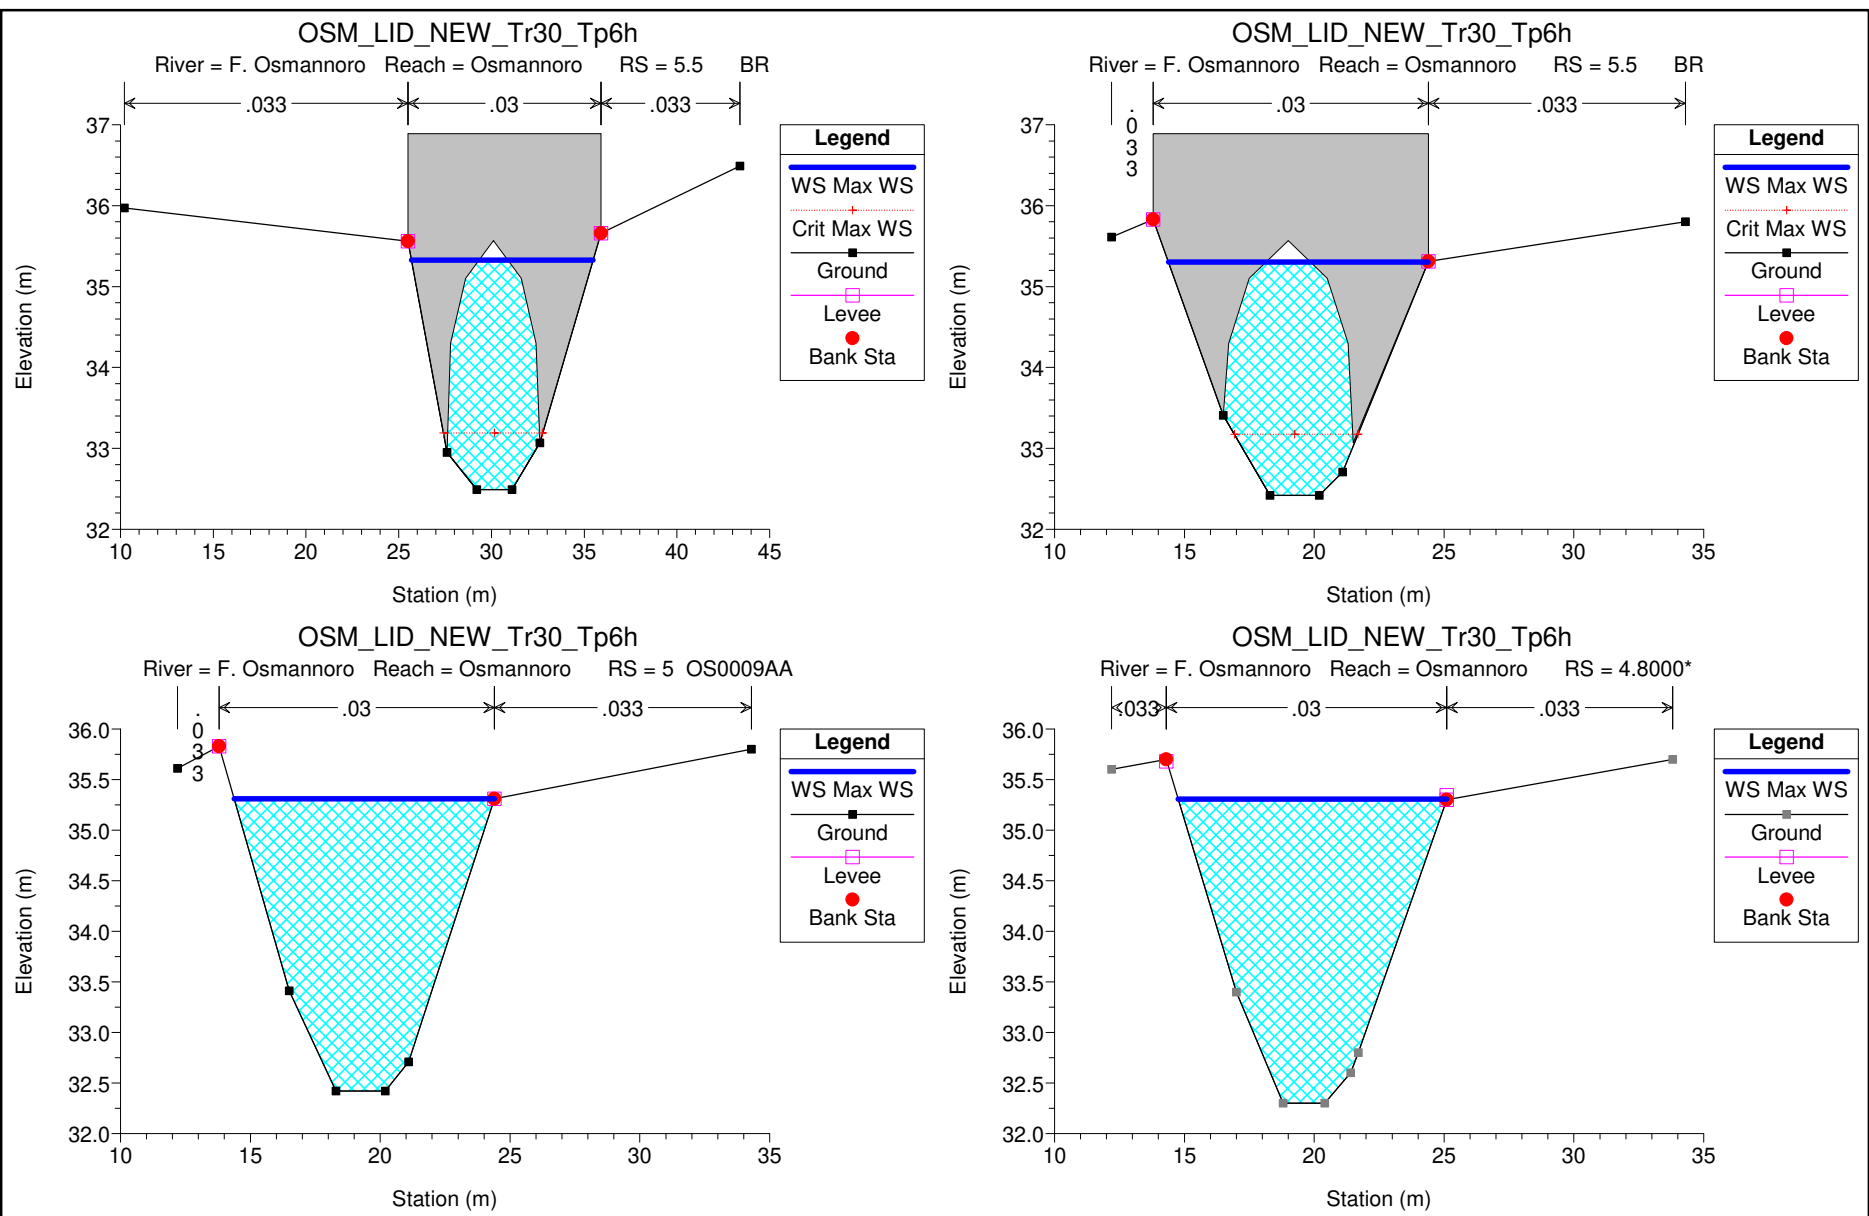 OSM_LID_NEW_Tr30_Tp6h
River = F. Osmannoro Reach = Osmannoro RS = 5.5 BR
.033 .03 .033
37
36
35
34
33
32
10 15 20 25 30 35 40 45
Elevation (m)
Station (m)
Legend
WS Max WS
Crit Max WS
Ground
Levee
Bank Sta
OSM_LID_NEW_Tr30_Tp6h
River = F. Osmannoro Reach = Osmannoro RS = 5.5 BR
.033 .03 .033
37
36
35
34
33
32
10 15 20 25 30 35
Elevation (m)
Station (m)
Legend
WS Max WS
Crit Max WS
Ground
Levee
Bank Sta
OSM_LID_NEW_Tr30_Tp6h
River = F. Osmannoro Reach = Osmannoro RS = 5 OS0009AA
.033 .03 .033
36.0
35.5
35.0
34.5
34.0
33.5
33.0
32.5
32.0
10 15 20 25 30 35
Elevation (m)
Station (m)
Legend
WS Max WS
Ground
Levee
Bank Sta
OSM_LID_NEW_Tr30_Tp6h
River = F. Osmannoro Reach = Osmannoro RS = 4.8000*
.033 .03 .033
36.0
35.5
35.0
34.5
34.0
33.5
33.0
32.5
32.0
10 15 20 25 30 35
Elevation (m)
Station (m)
Legend
WS Max WS
Ground
Levee
Bank Sta